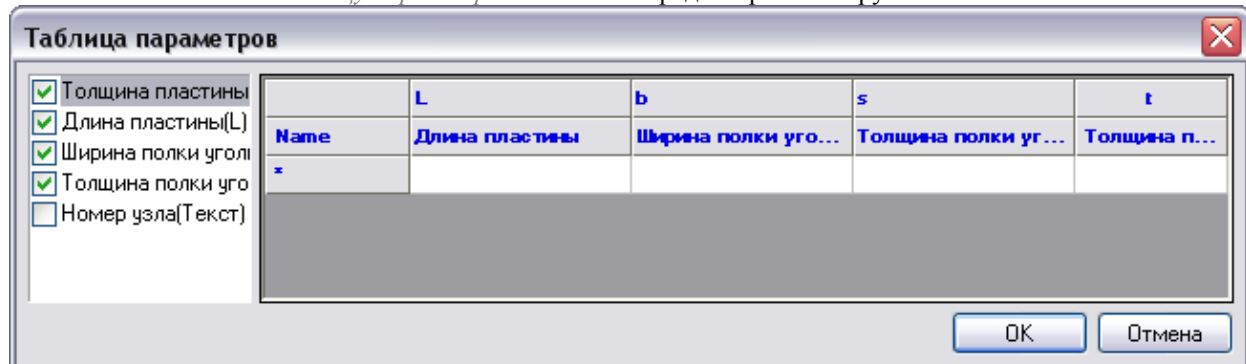 Таблица параметров
Толщина пластины
Длина пластины(L)
Ширина полки уголк
Толщина полки уго
Номер узла(Текст)
L b s t
Name Длина пластины Ширина полки уго... Толщина полки уг... Толщина п...
*
OK Отмена